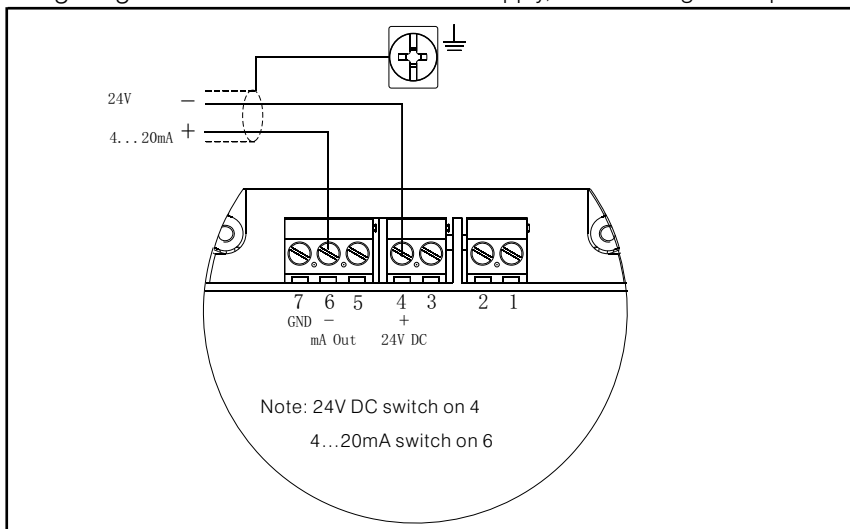 24V −
4...20mA +
7 6 5 4 3 2 1
GND − +
mA Out 24V DC
Note: 24V DC switch on 4
4…20mA switch on 6